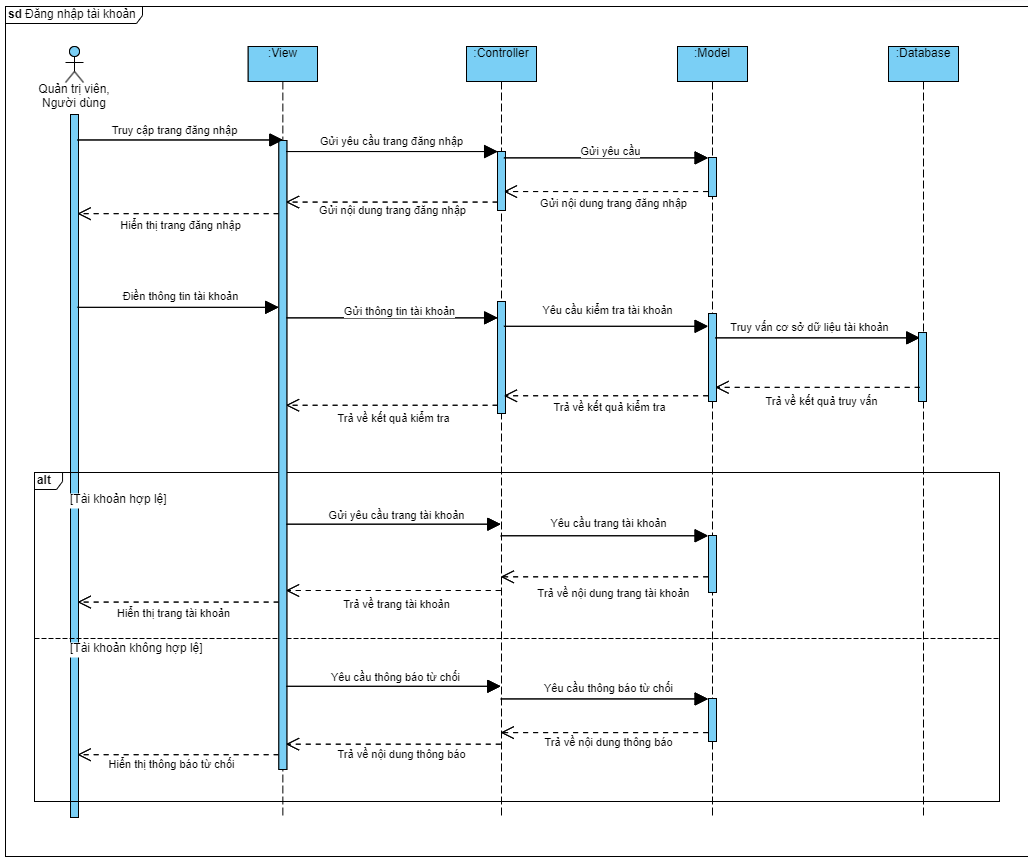 sd Đăng nhập tài khoản
:View
:Controller
:Model
:Database
Quản trị viên,
Người dùng
Truy cập trang đăng nhập
Gửi yêu cầu trang đăng nhập
Gửi yêu cầu
Gửi nội dung trang đăng nhập
Gửi nội dung trang đăng nhập
Hiển thị trang đăng nhập
Điền thông tin tài khoản
Gửi thông tin tài khoản
Yêu cầu kiểm tra tài khoản
Truy vấn cơ sở dữ liệu tài khoản
Trả về kết quả truy vấn
Trả về kết quả kiểm tra
Trả về kết quả kiểm tra
alt
[Tài khoản hợp lệ]
Gửi yêu cầu trang tài khoản
Yêu cầu trang tài khoản
Trả về nội dung trang tài khoản
Trả về trang tài khoản
Hiển thị trang tài khoản
[Tài khoản không hợp lệ]
Yêu cầu thông báo từ chối
Yêu cầu thông báo từ chối
Trả về nội dung thông báo
Trả về nội dung thông báo
Hiển thị thông báo từ chối